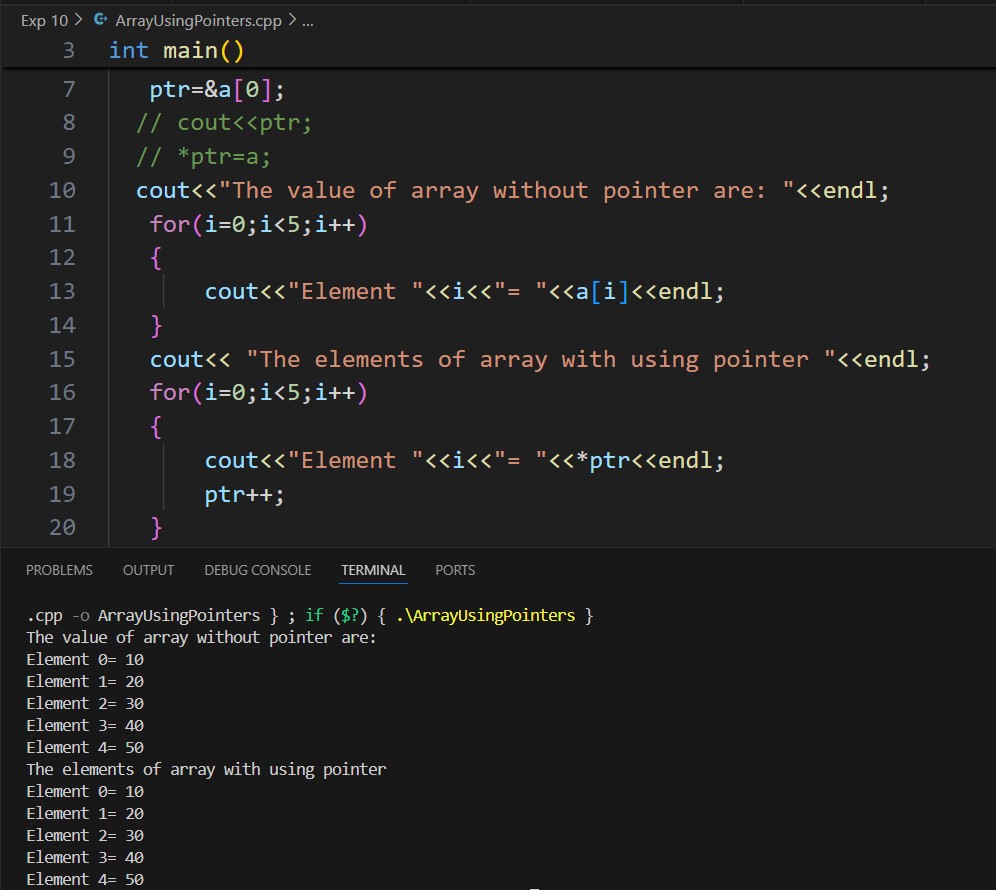 Exp 10 > ArrayUsingPointers.cpp > ...
3 int main()
7 ptr=&a[0];
8 // cout<<ptr;
9 // *ptr=a;
10 cout<<"The value of array without pointer are: "<<endl;
11 for(i=0;i<5;i++)
12 {
13 cout<<"Element "<<i<<"= "<<a[i]<<endl;
14 }
15 cout<< "The elements of array with using pointer "<<endl;
16 for(i=0;i<5;i++)
17 {
18 cout<<"Element "<<i<<"= "<<*ptr<<endl;
19 ptr++;
20 }
PROBLEMS OUTPUT DEBUG CONSOLE TERMINAL PORTS
.cpp -o ArrayUsingPointers } ; if ($?) { .\ArrayUsingPointers }
The value of array without pointer are:
Element 0= 10
Element 1= 20
Element 2= 30
Element 3= 40
Element 4= 50
The elements of array with using pointer
Element 0= 10
Element 1= 20
Element 2= 30
Element 3= 40
Element 4= 50